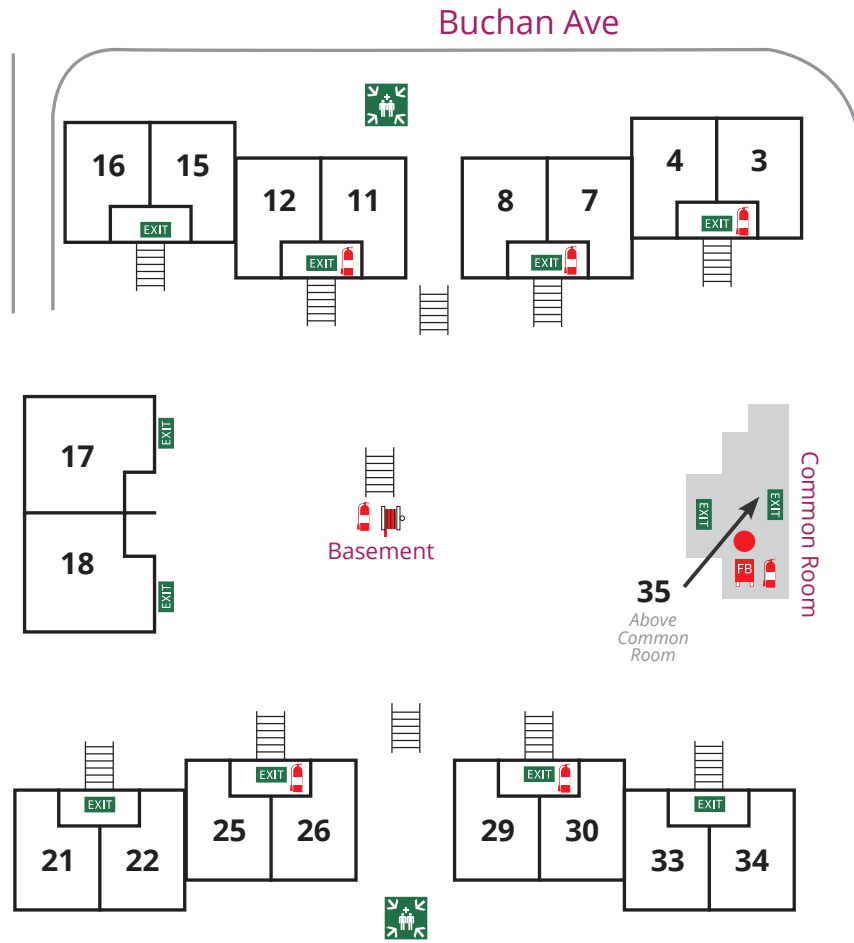 Buchan Ave
16
15
12
11
8
7
4
3
EXIT
EXIT
EXIT
EXIT
17
EXIT
18
EXIT
Basement
Common Room
EXIT
EXIT
FB
35
Above
Common
Room
EXIT
EXIT
EXIT
EXIT
21
22
25
26
29
30
33
34